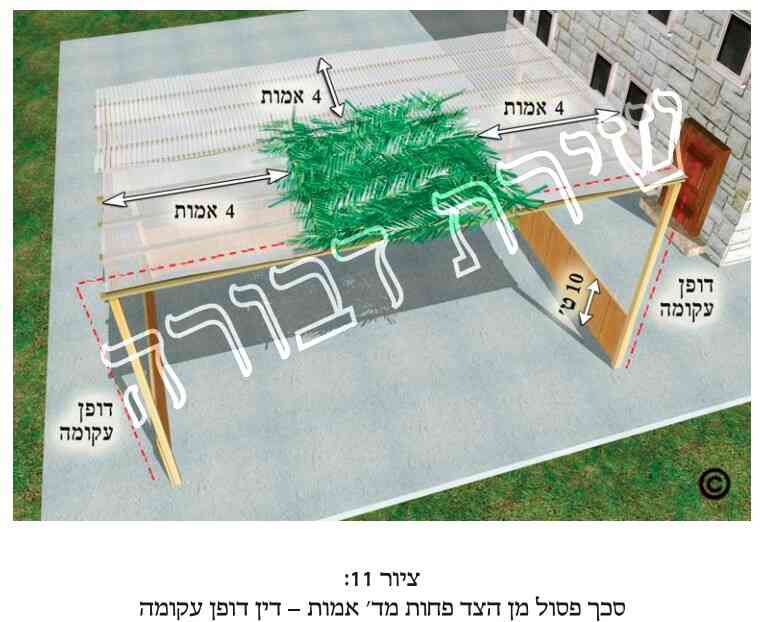 4 אמות
4 אמות
4 אמות
שירת דבורה
10 ט'
דופן
עקומה
דופן
עקומה
©
ציור 11:
סכך פסול מן הצד פחות מד' אמות – דין דופן עקומה